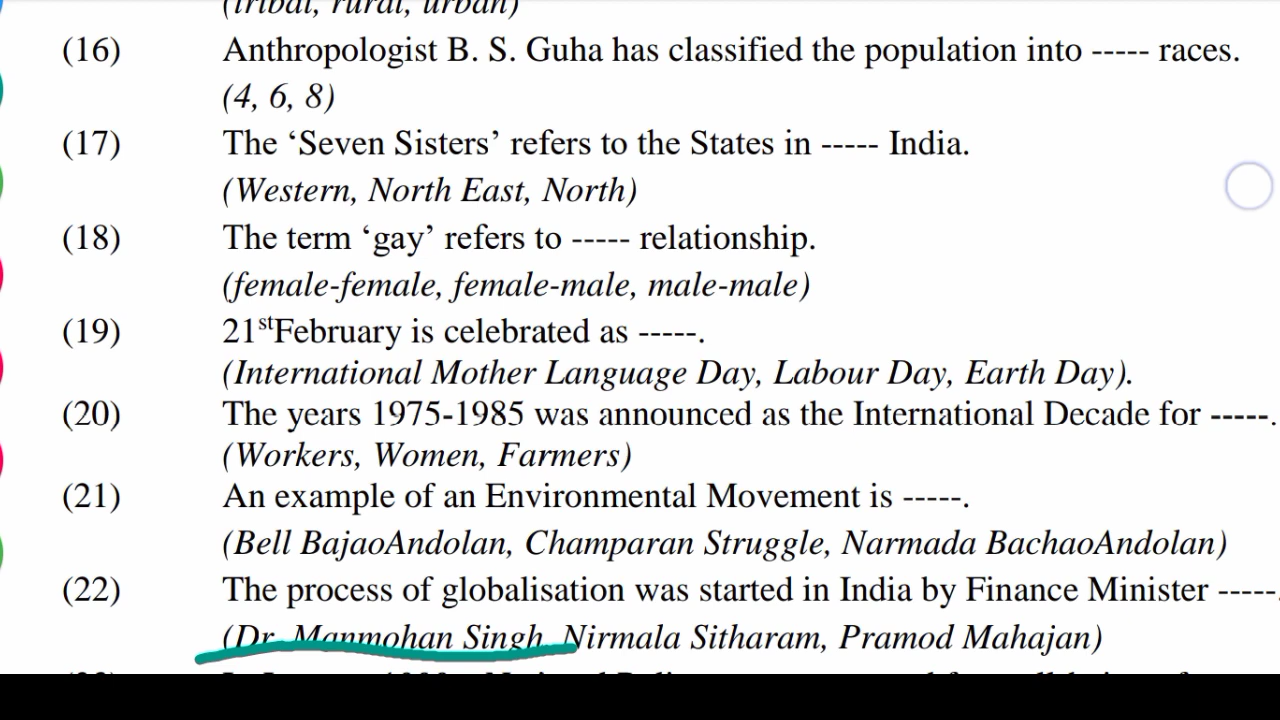 (tribal, rural, urban)
(16) Anthropologist B. S. Guha has classified the population into ----- races.
(4, 6, 8)
(17) The ‘Seven Sisters’ refers to the States in ----- India.
(Western, North East, North)
(18) The term ‘gay’ refers to ----- relationship.
(female-female, female-male, male-male)
(19) 21stFebruary is celebrated as -----.
(International Mother Language Day, Labour Day, Earth Day).
(20) The years 1975-1985 was announced as the International Decade for -----.
(Workers, Women, Farmers)
(21) An example of an Environmental Movement is -----.
(Bell BajaoAndolan, Champaran Struggle, Narmada BachaoAndolan)
(22) The process of globalisation was started in India by Finance Minister -----.
(Dr. Manmohan Singh, Nirmala Sitharam, Pramod Mahajan)